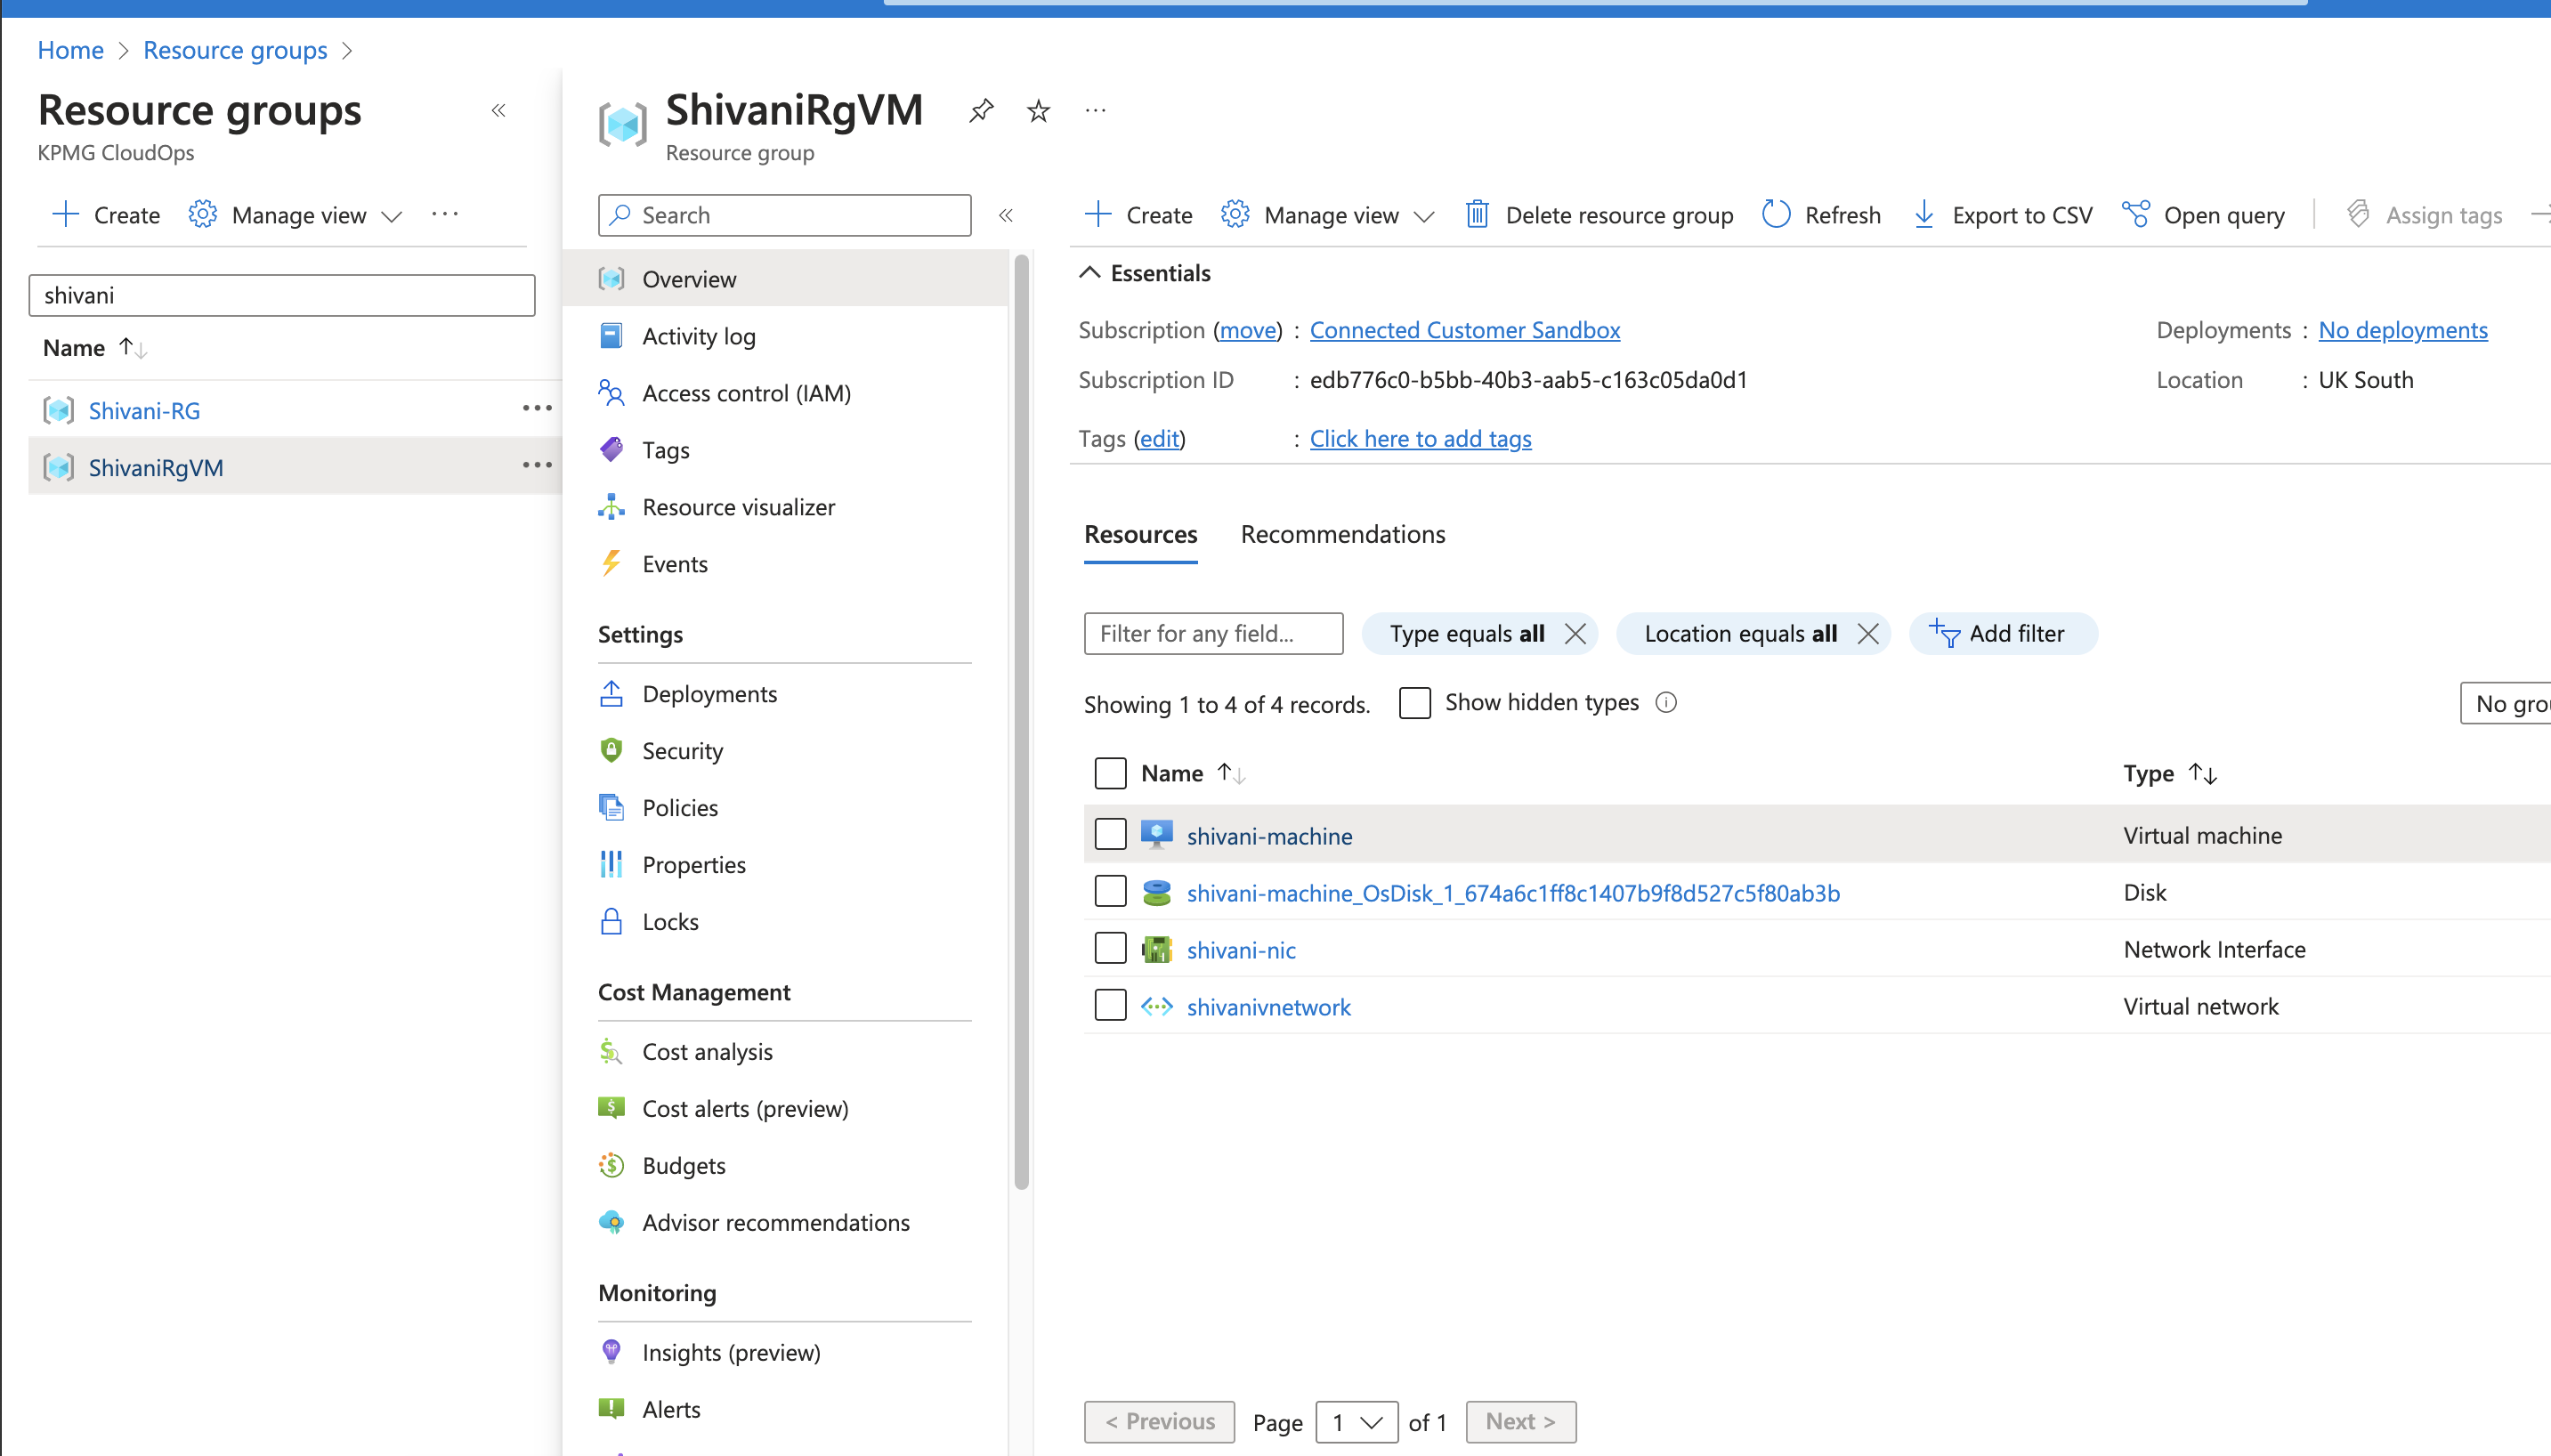 Home > Resource groups >
Resource groups
KPMG CloudOps
Create Manage view
shivani
Name
Shivani-RG
ShivaniRgVM
ShivaniRgVM
Resource group
Search
Overview
Activity log
Access control (IAM)
Tags
Resource visualizer
Events
Settings
Deployments
Security
Policies
Properties
Locks
Cost Management
Cost analysis
Cost alerts (preview)
Budgets
Advisor recommendations
Monitoring
Insights (preview)
Alerts
Create Manage view Delete resource group Refresh Export to CSV Open query Assign tags
Essentials
Subscription (move) : Connected Customer Sandbox Deployments : No deployments
Subscription ID : edb776c0-b5bb-40b3-aab5-c163c05da0d1 Location : UK South
Tags (edit) : Click here to add tags
Resources Recommendations
Filter for any field... Type equals all Location equals all Add filter
Showing 1 to 4 of 4 records. Show hidden types No grou
Name Type
shivani-machine Virtual machine
shivani-machine_OsDisk_1_674a6c1ff8c1407b9f8d527c5f80ab3b Disk
shivani-nic Network Interface
shivanivnetwork Virtual network
< Previous Page 1 of 1 Next >